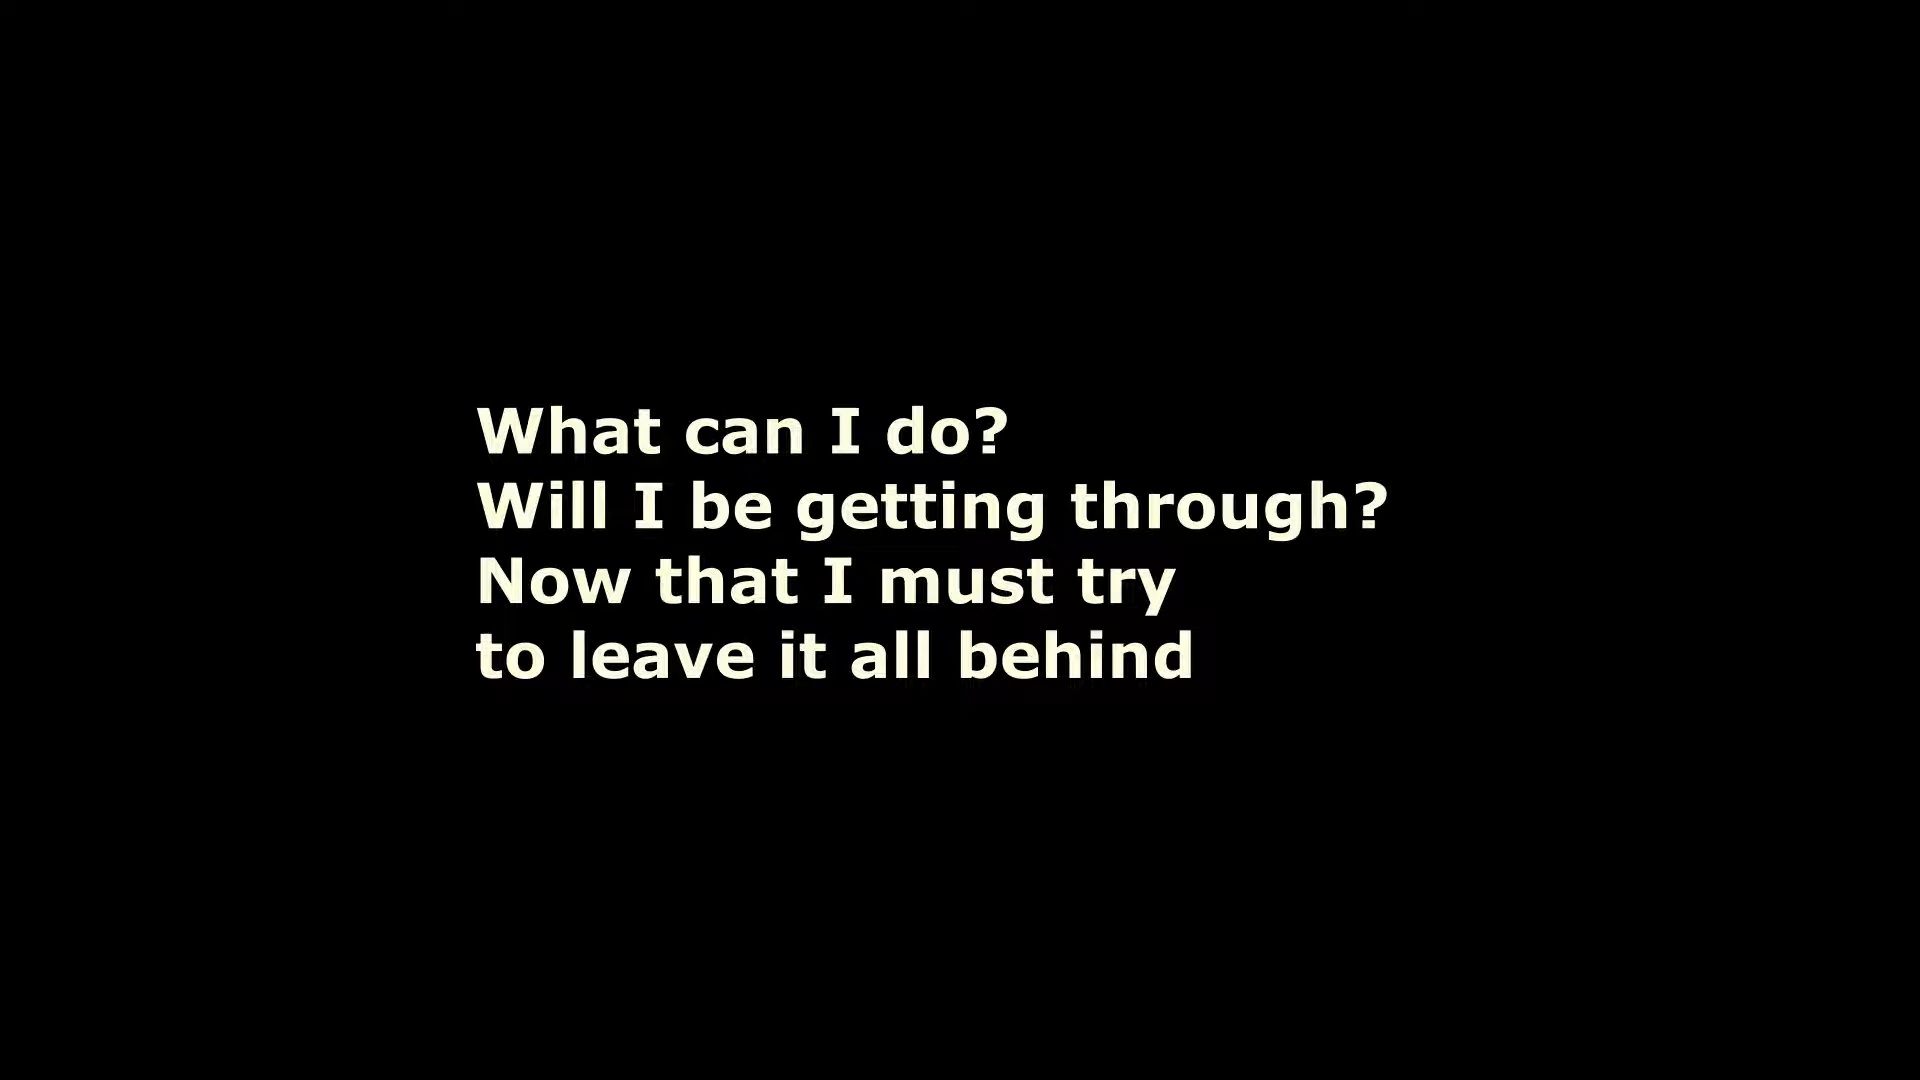 What can I do?
Will I be getting through?
Now that I must try
to leave it all behind